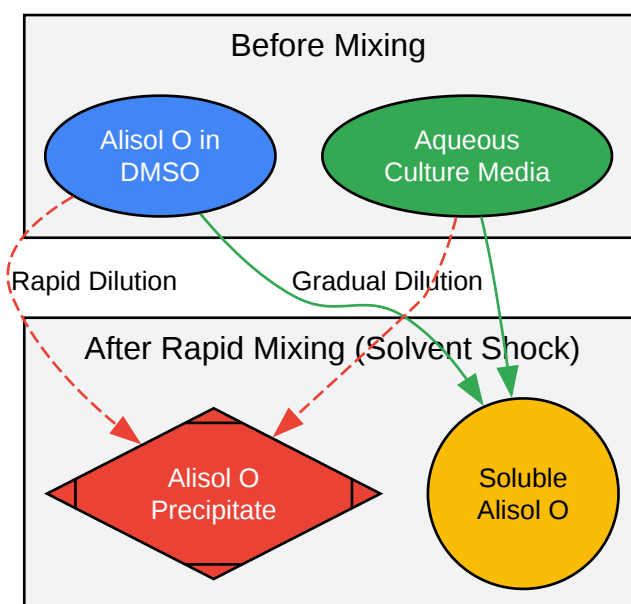 Before Mixing
Alisol O in
DMSO
Aqueous
Culture Media
Rapid Dilution
Gradual Dilution
After Rapid Mixing (Solvent Shock)
Alisol O
Precipitate
Soluble
Alisol O